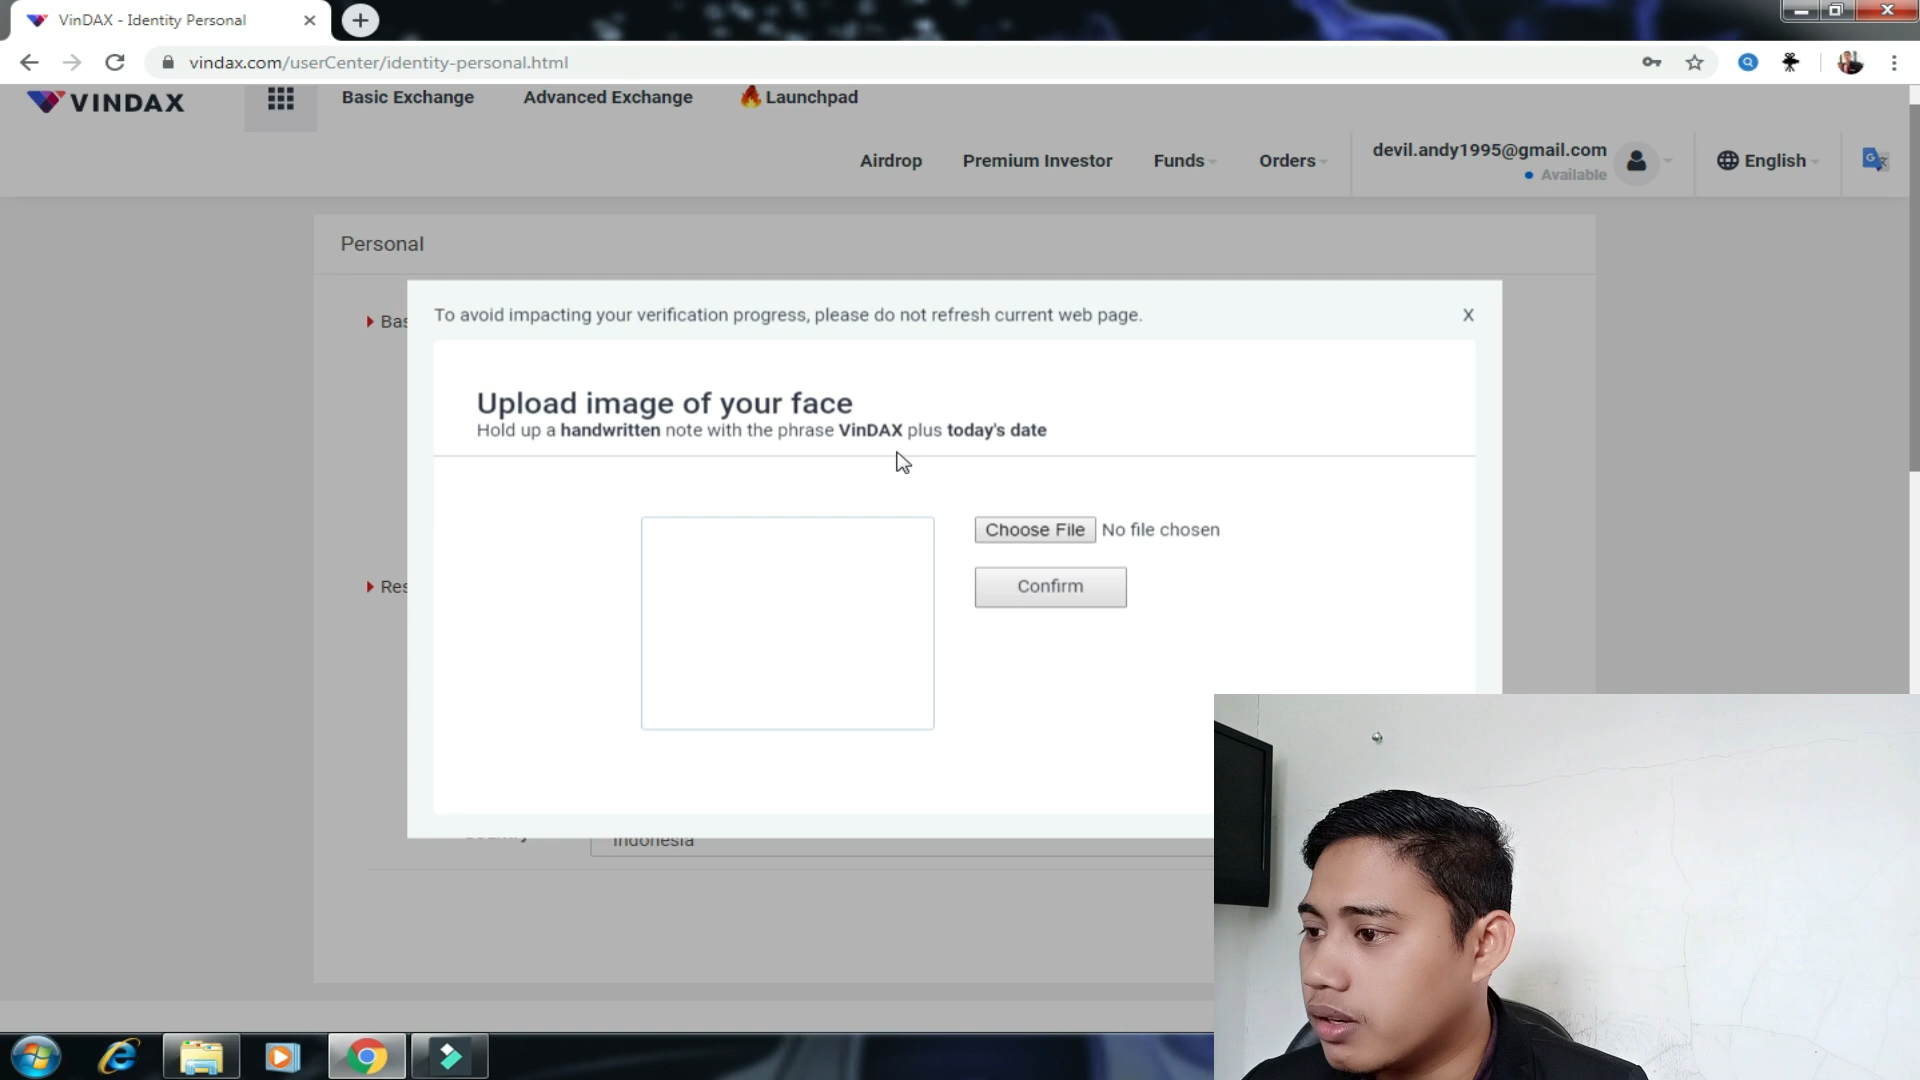 VinDAX - Identity Personal
vindax.com/userCenter/identity-personal.html
VINDAX
Basic Exchange
Advanced Exchange
Launchpad
Airdrop
Premium Investor
Funds
Orders
devil.andy1995@gmail.com
Available
English
Personal
To avoid impacting your verification progress, please do not refresh current web page.
X
Bas
Upload image of your face
Hold up a handwritten note with the phrase VinDAX plus today's date
Choose File No file chosen
Confirm
Res
Indonesia